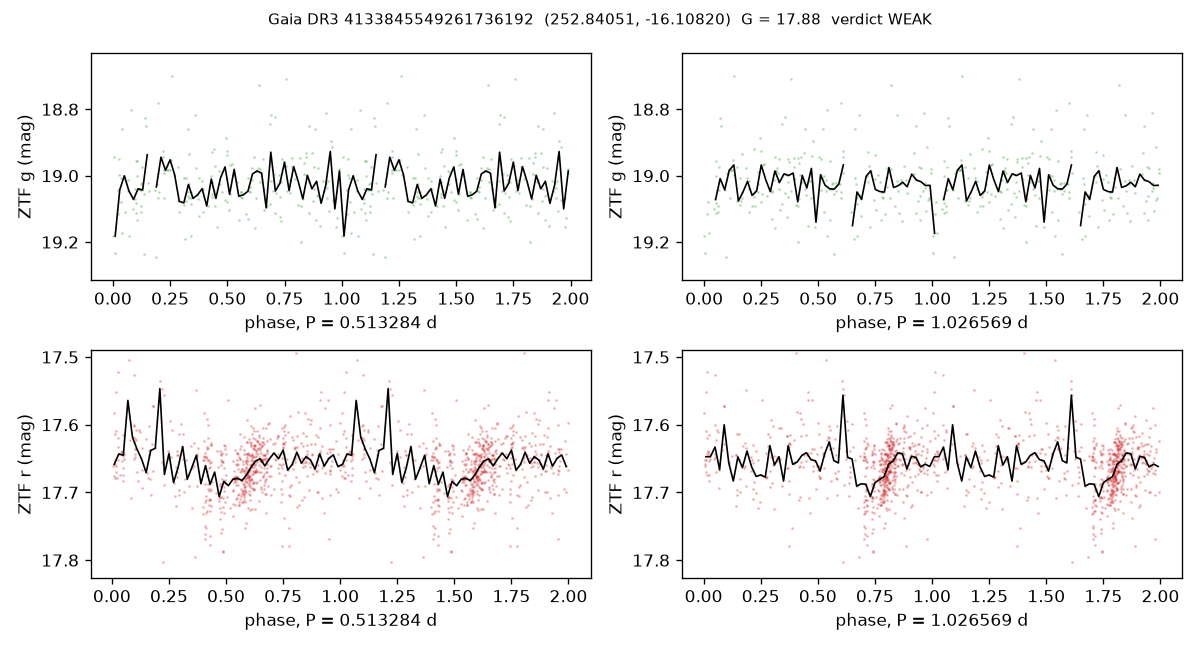 Gaia DR3 4133845549261736192  (252.84051, -16.10820)  G = 17.88  verdict WEAK
ZTF g (mag)
18.8
19.0
19.2
0.00 0.25 0.50 0.75 1.00 1.25 1.50 1.75 2.00
phase, P = 0.513284 d
ZTF g (mag)
18.8
19.0
19.2
0.00 0.25 0.50 0.75 1.00 1.25 1.50 1.75 2.00
phase, P = 1.026569 d
ZTF r (mag)
17.5
17.6
17.7
17.8
0.00 0.25 0.50 0.75 1.00 1.25 1.50 1.75 2.00
phase, P = 0.513284 d
ZTF r (mag)
17.5
17.6
17.7
17.8
0.00 0.25 0.50 0.75 1.00 1.25 1.50 1.75 2.00
phase, P = 1.026569 d